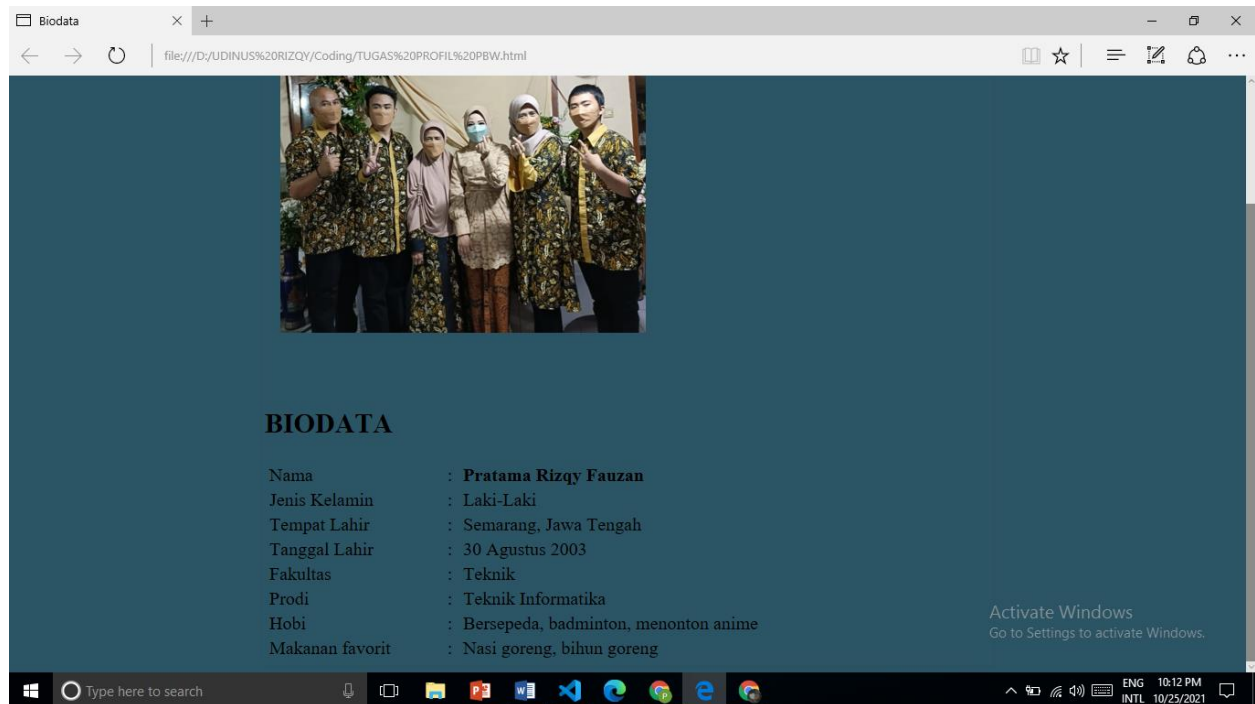 Biodata
file:///D:/UDINUS%20RIZQY/Coding/TUGAS%20PROFIL%20PBW.html
BIODATA
Nama : Pratama Rizqy Fauzan
Jenis Kelamin : Laki-Laki
Tempat Lahir : Semarang, Jawa Tengah
Tanggal Lahir : 30 Agustus 2003
Fakultas : Teknik
Prodi : Teknik Informatika
Hobi : Bersepeda, badminton, menonton anime
Makanan favorit : Nasi goreng, bihun goreng
Activate Windows
Go to Settings to activate Windows.
Type here to search
ENG 10:12 PM
INTL 10/25/2021